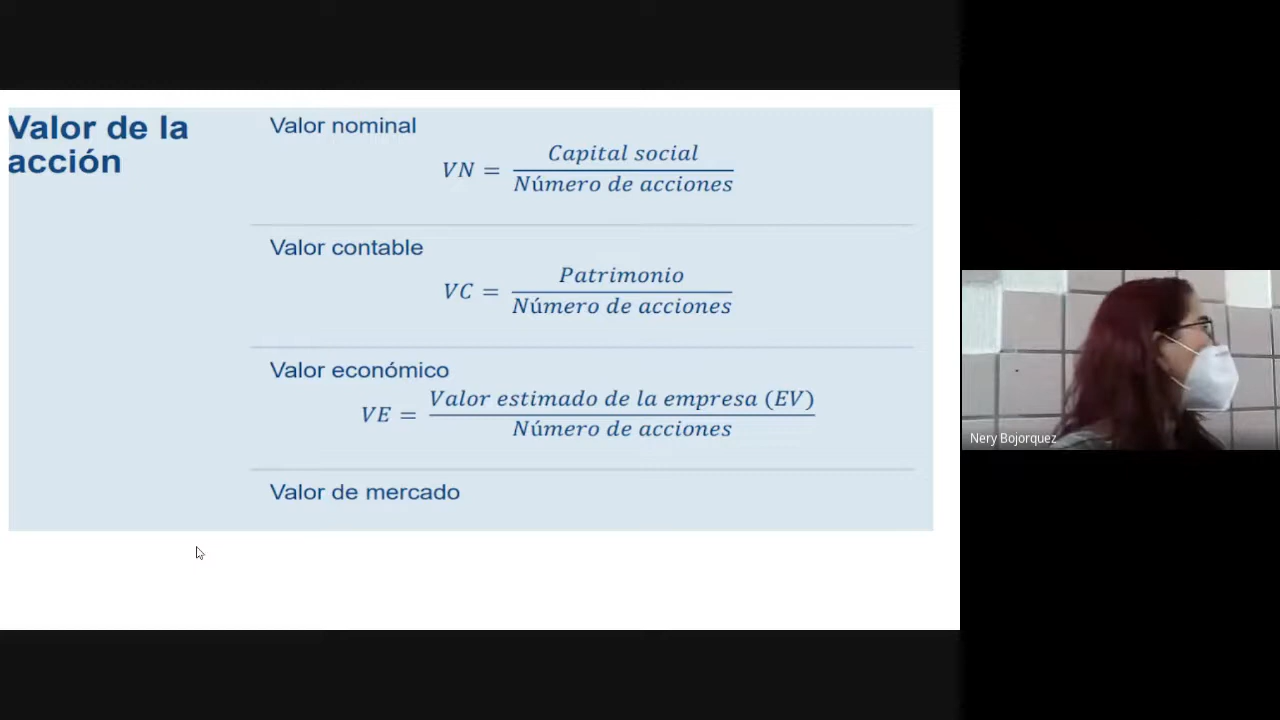 Valor de la
acción
Valor nominal
VN = Capital social
Número de acciones
Valor contable
VC = Patrimonio
Número de acciones
Valor económico
VE = Valor estimado de la empresa (EV)
Número de acciones
Valor de mercado
Nery Bojorquez